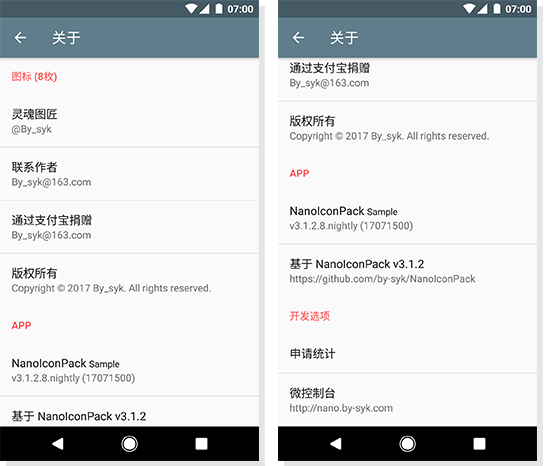 07:00
关于
图标 (8枚)
灵魂图匠
@By_syk
联系作者
By_syk@163.com
通过支付宝捐赠
By_syk@163.com
版权所有
Copyright © 2017 By_syk. All rights reserved.
APP
NanoIconPack Sample
v3.1.2.8.nightly (17071500)
基于 NanoIconPack v3.1.2
07:00
关于
通过支付宝捐赠
By_syk@163.com
版权所有
Copyright © 2017 By_syk. All rights reserved.
APP
NanoIconPack Sample
v3.1.2.8.nightly (17071500)
基于 NanoIconPack v3.1.2
https://github.com/by-syk/NanoIconPack
开发选项
申请统计
微控制台
http://nano.by-syk.com